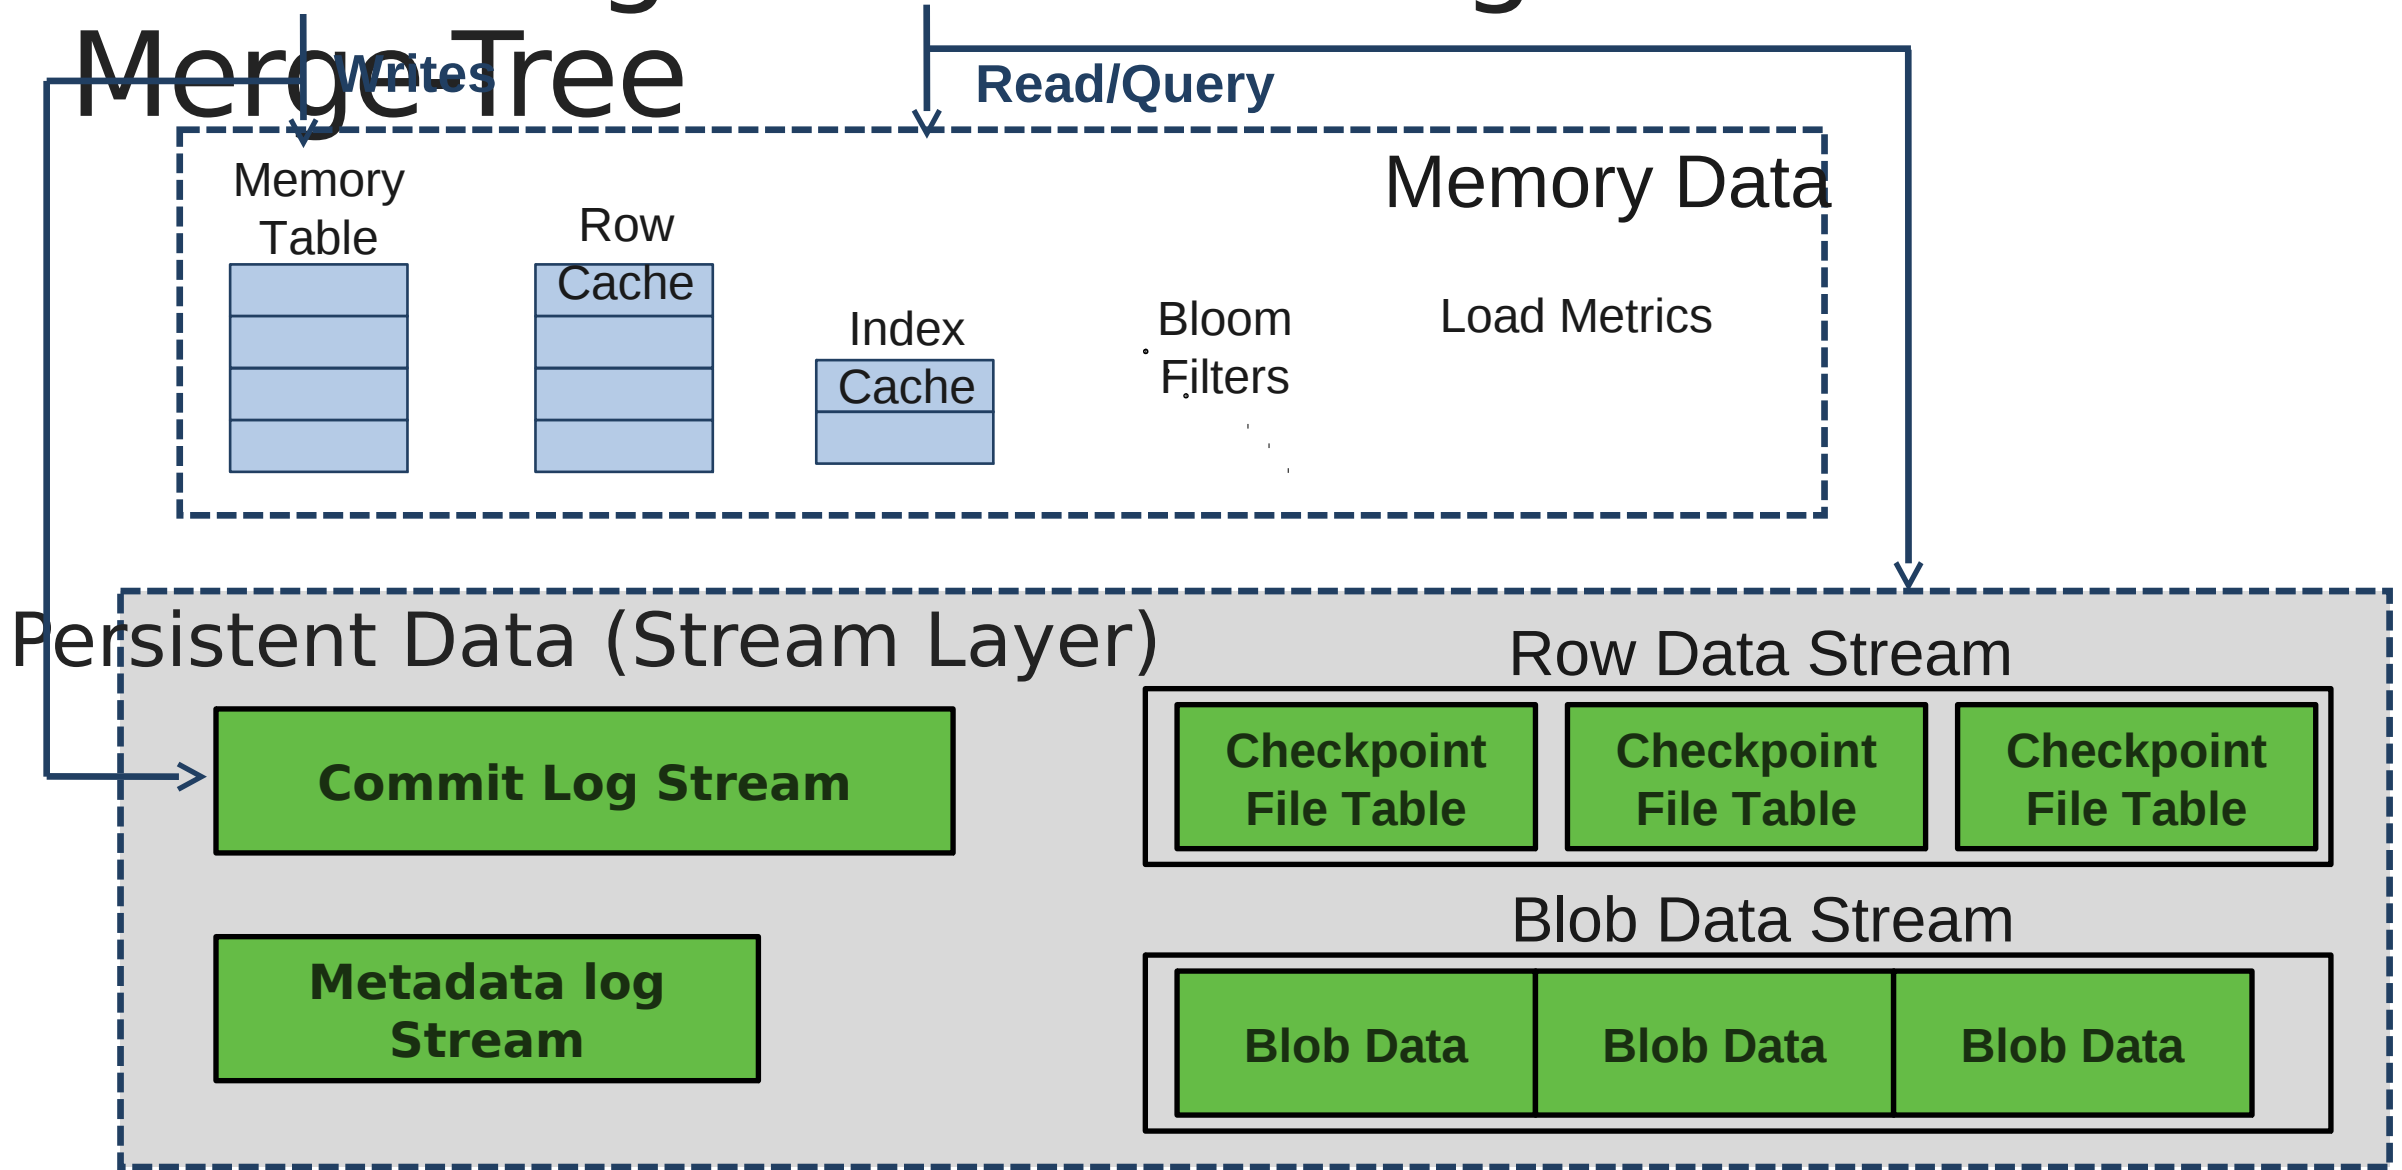 Merge-Tree
Writes
Read/Query
Memory Data
Memory
Table
Row
Cache
Index
Cache
Bloom
Filters
Load Metrics
Persistent Data (Stream Layer)
Row Data Stream
Commit Log Stream
Checkpoint
File Table
Checkpoint
File Table
Checkpoint
File Table
Blob Data Stream
Metadata log
Stream
Blob Data
Blob Data
Blob Data